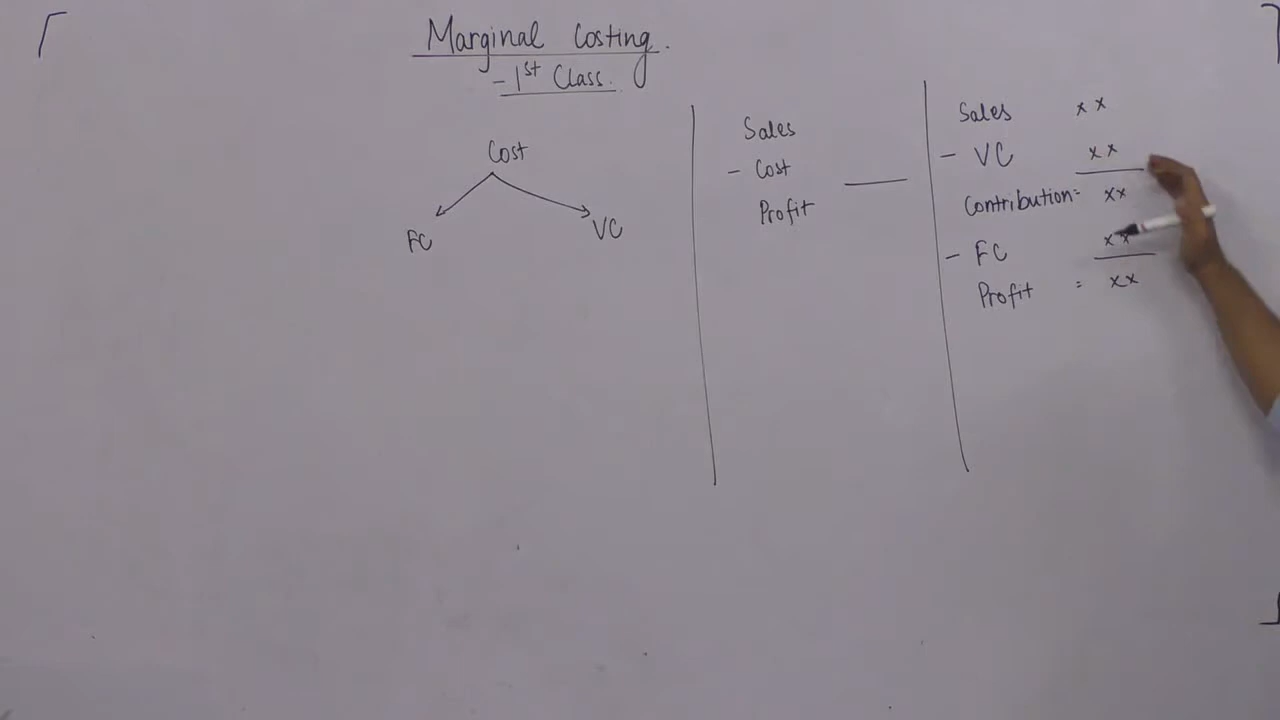 Marginal Costing.
- 1st Class.
Cost
FC
VC
Sales
- Cost
Profit
Sales xx
- VC xx
Contribution = xx
- FC xx
Profit = xx